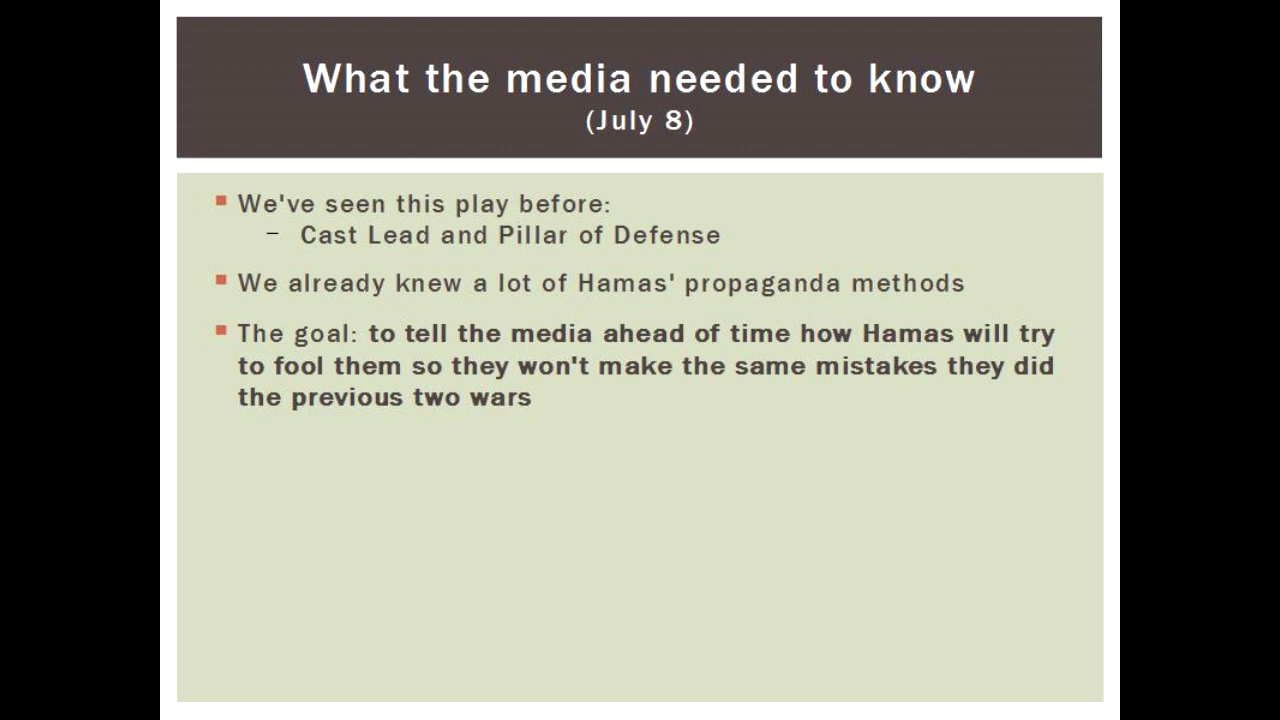 What the media needed to know
(July 8)
We've seen this play before:
– Cast Lead and Pillar of Defense
We already knew a lot of Hamas' propaganda methods
The goal: to tell the media ahead of time how Hamas will try
to fool them so they won't make the same mistakes they did
the previous two wars